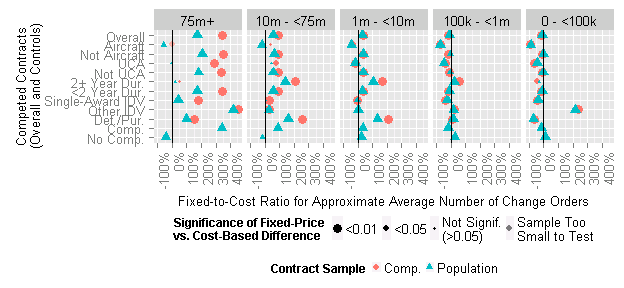 75m+ 10m - <75m 1m - <10m 100k - <1m 0 - <100k
Competed Contracts
(Overall and Controls)
Overall
Aircraft
Not Aircraft
UCA
Not UCA
2+ Year Dur.
<2 Year Dur.
Single-Award IDV
Other IDV
Def/Pur.
Comp.
No Comp.
-100% 0% 100% 200% 300% 400% -100% 0% 100% 200% 300% 400% -100% 0% 100% 200% 300% 400% -100% 0% 100% 200% 300% 400% -100% 0% 100% 200% 300% 400%
Fixed-to-Cost Ratio for Approximate Average Number of Change Orders
Significance of Fixed-Price
vs. Cost-Based Difference
<0.01
<0.05
Not Signif.
(>0.05)
Sample Too
Small to Test
Contract Sample Comp. Population